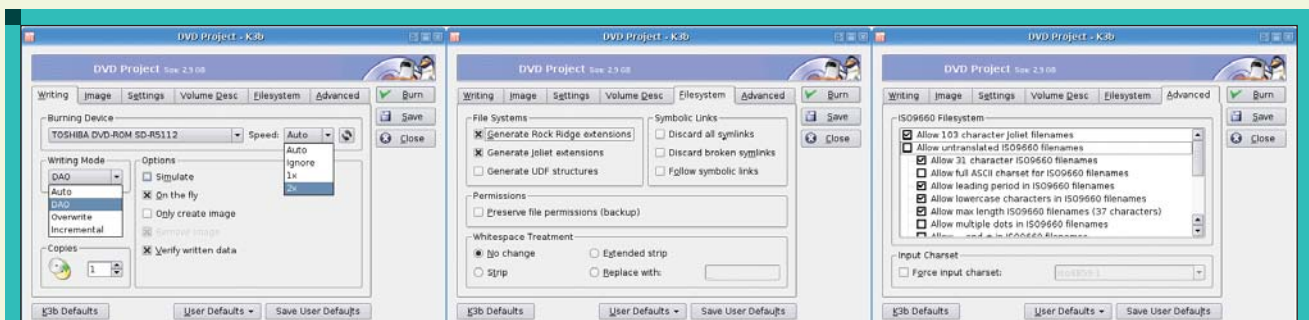 DVD Project - K3b
DVD Project Size: 2.9 GB
Writing Image Settings Volume Desc Filesystem Advanced
Burn
Save
Close
Burning Device
TOSHIBA DVD-ROM SD-R5112 Speed: Auto
Auto
Ignore
1x
2x
Writing Mode
DAO
Auto
DAO
Overwrite
Incremental
Options
Simulate
On the fly
Only create image
Remove image
Verify written data
Copies
1
K3b Defaults User Defaults Save User Defaults
DVD Project - K3b
DVD Project Size: 2.9 GB
Writing Image Settings Volume Desc Filesystem Advanced
Burn
Save
Close
File Systems
Generate Rock Ridge extensions
Generate Joliet extensions
Generate UDF structures
Symbolic Links
Discard all symlinks
Discard broken symlinks
Follow symbolic links
Permissions
Preserve file permissions (backup)
Whitespace Treatment
No change Extended strip
Strip Replace with:
K3b Defaults User Defaults Save User Defaults
DVD Project - K3b
DVD Project Size: 2.9 GB
Writing Image Settings Volume Desc Filesystem Advanced
Burn
Save
Close
ISO9660 Filesystem
Allow 103 character Joliet filenames
Allow untranslated ISO9660 filenames
Allow 31 character ISO9660 filenames
Allow full ASCII charset for ISO9660 filenames
Allow leading period in ISO9660 filenames
Allow lowercase characters in ISO9660 filenames
Allow max length ISO9660 filenames (37 characters)
Allow multiple dots in ISO9660 filenames
Input Charset
Force input charset: iso8859-1
K3b Defaults User Defaults Save User Defaults